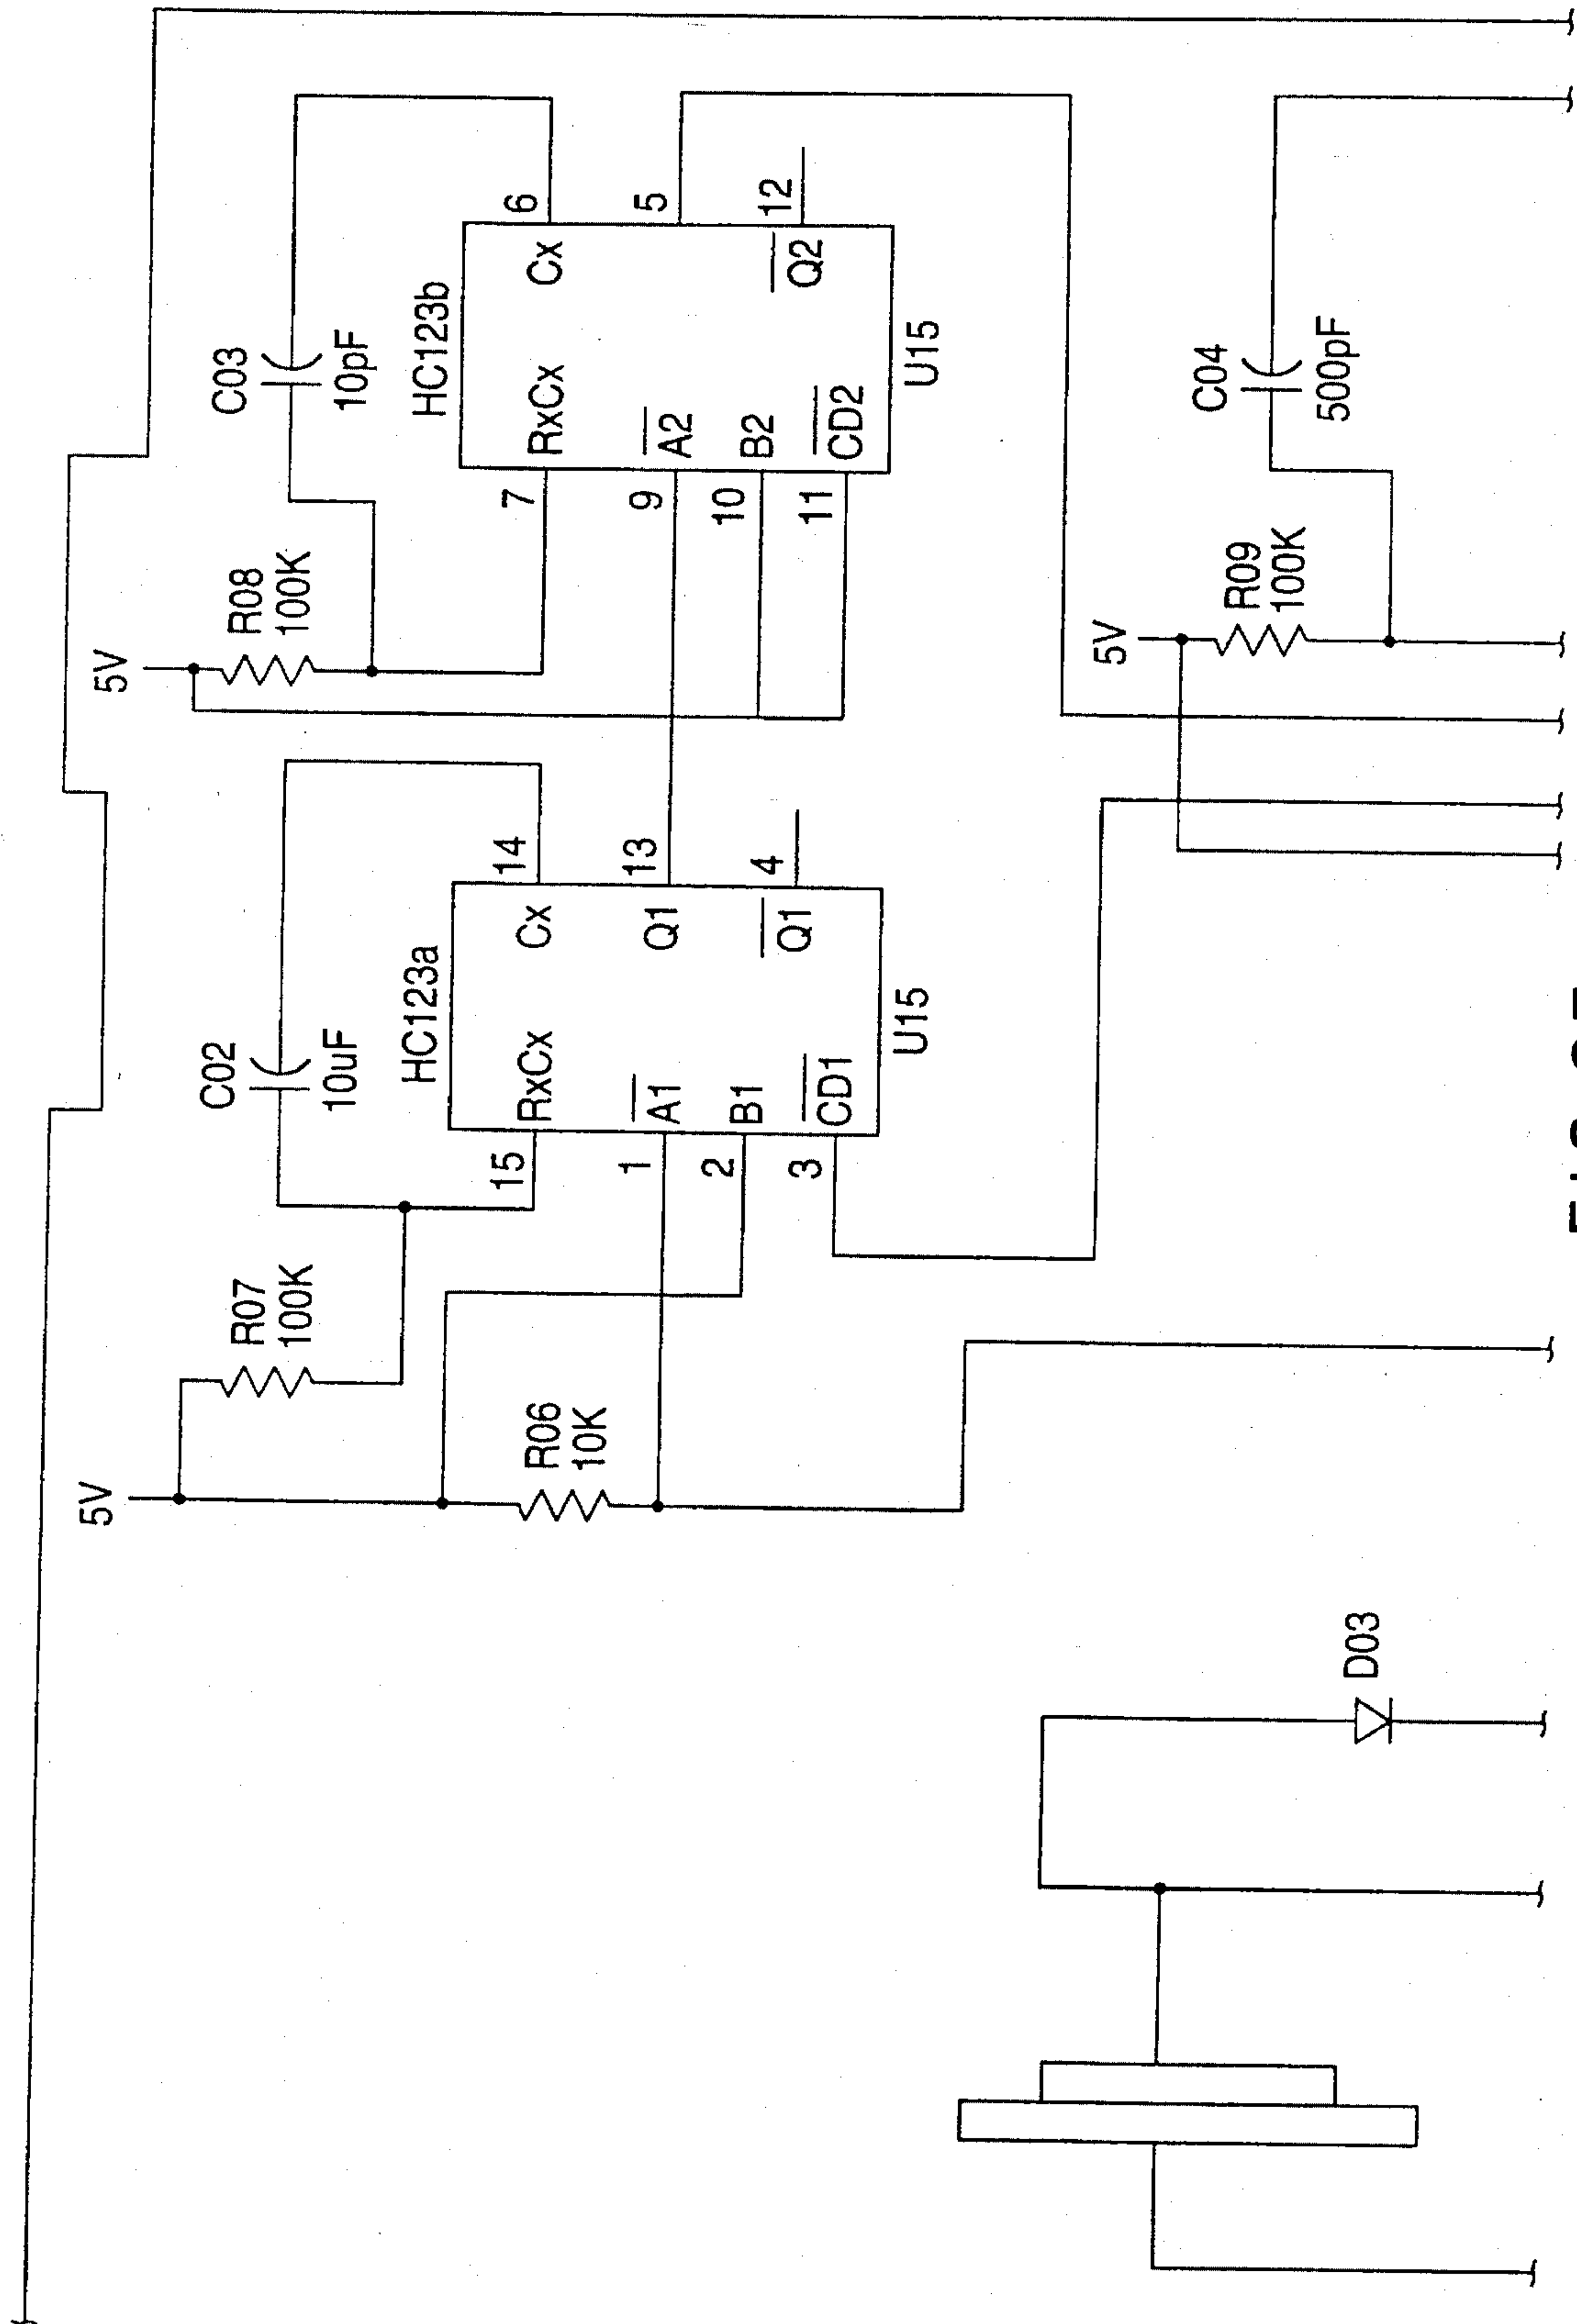 5V
R07
100K
C02
10uF
HC123a
14
RxCx
Cx
15
13
A1
Q1
1
B1
2
4
CD1
Q1
3
U15
R06
10K
5V
R08
100K
C03
10pF
HC123b
6
RxCx
Cx
7
5
A2
9
B2
10
12
CD2
Q2
11
U15
5V
R09
100K
C04
500pF
D03